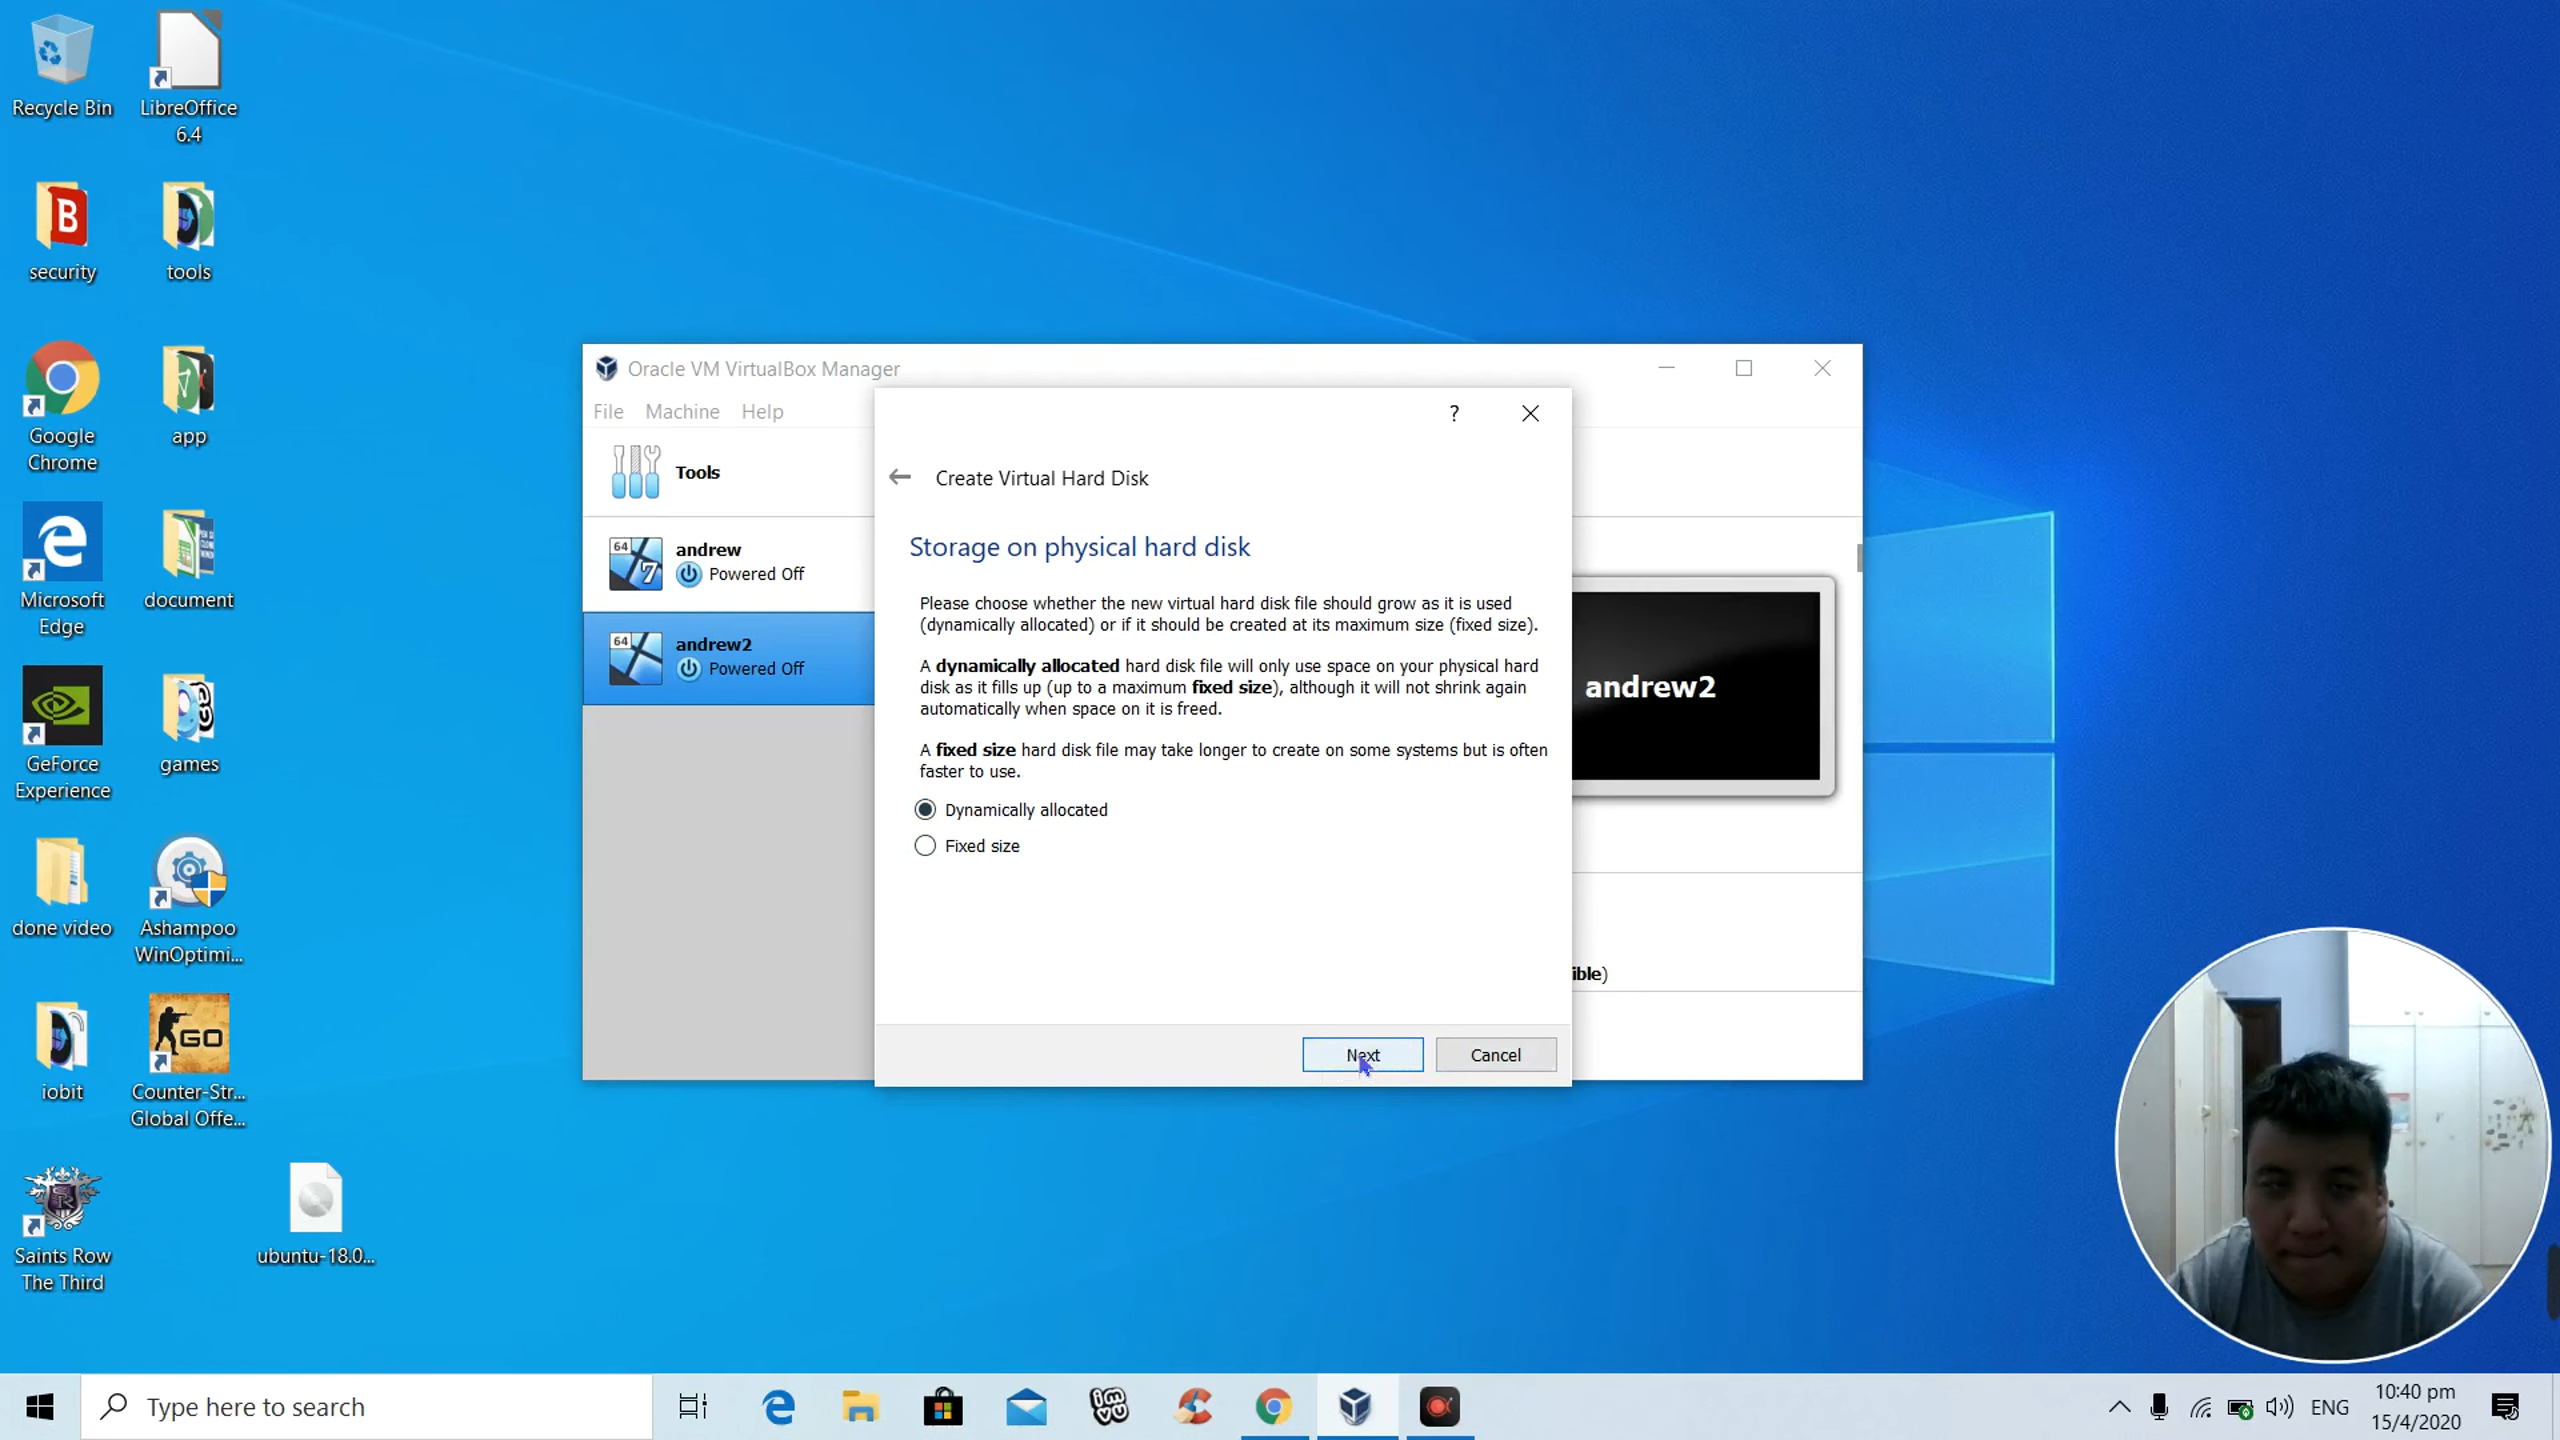 Recycle Bin
LibreOffice
6.4
security
tools
Google
Chrome
app
Microsoft
Edge
document
GeForce
Experience
games
done video
Ashampoo
WinOptimi...
iobit
GO
Counter-Str...
Global Offe...
Saints Row
The Third
ubuntu-18.0...
Oracle VM VirtualBox Manager
File Machine Help
Tools
64
7
andrew
Powered Off
64
andrew2
Powered Off
andrew2
ible)
?
Create Virtual Hard Disk
Storage on physical hard disk
Please choose whether the new virtual hard disk file should grow as it is used
(dynamically allocated) or if it should be created at its maximum size (fixed size).
A dynamically allocated hard disk file will only use space on your physical hard
disk as it fills up (up to a maximum fixed size), although it will not shrink again
automatically when space on it is freed.
A fixed size hard disk file may take longer to create on some systems but is often
faster to use.
Dynamically allocated
Fixed size
Next
Cancel
Type here to search
ENG
10:40 pm
15/4/2020